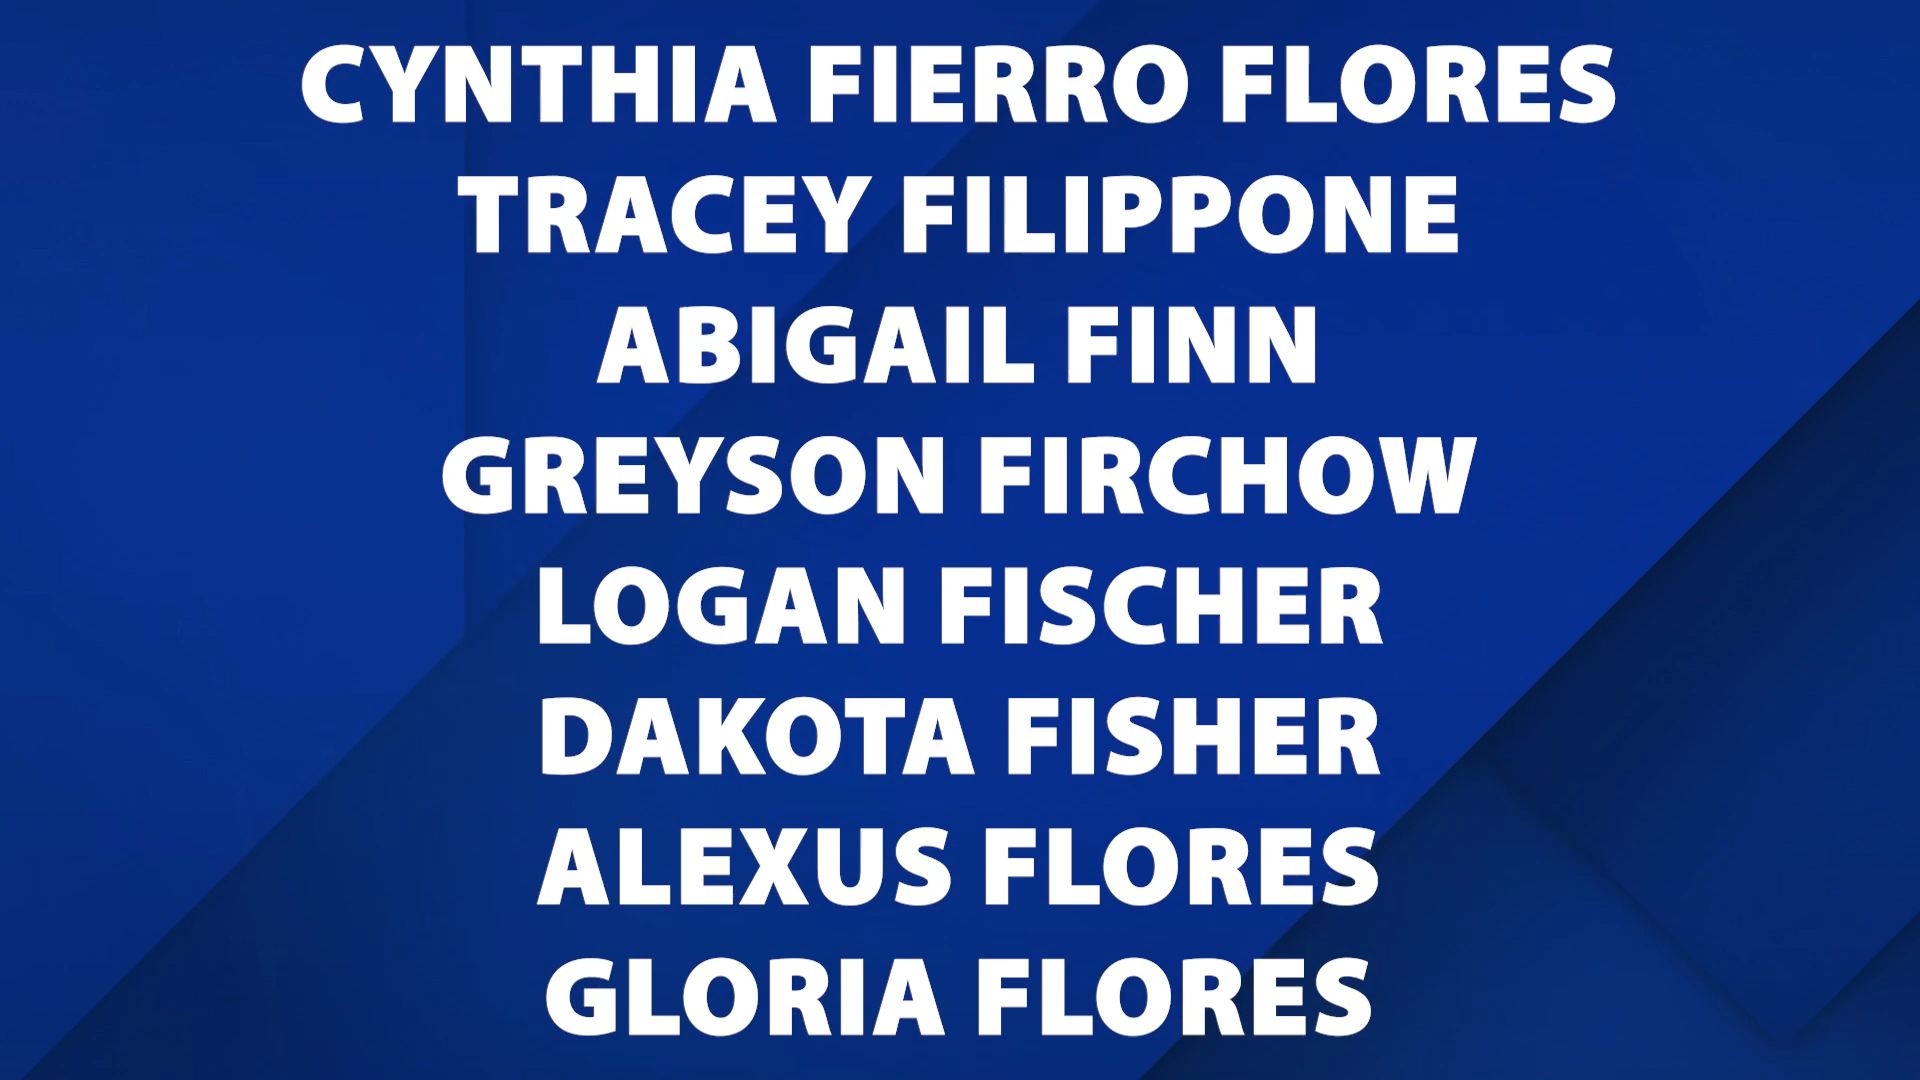 CYNTHIA FIERRO FLORES
TRACEY FILIPPONE
ABIGAIL FINN
GREYSON FIRCHOW
LOGAN FISCHER
DAKOTA FISHER
ALEXUS FLORES
GLORIA FLORES